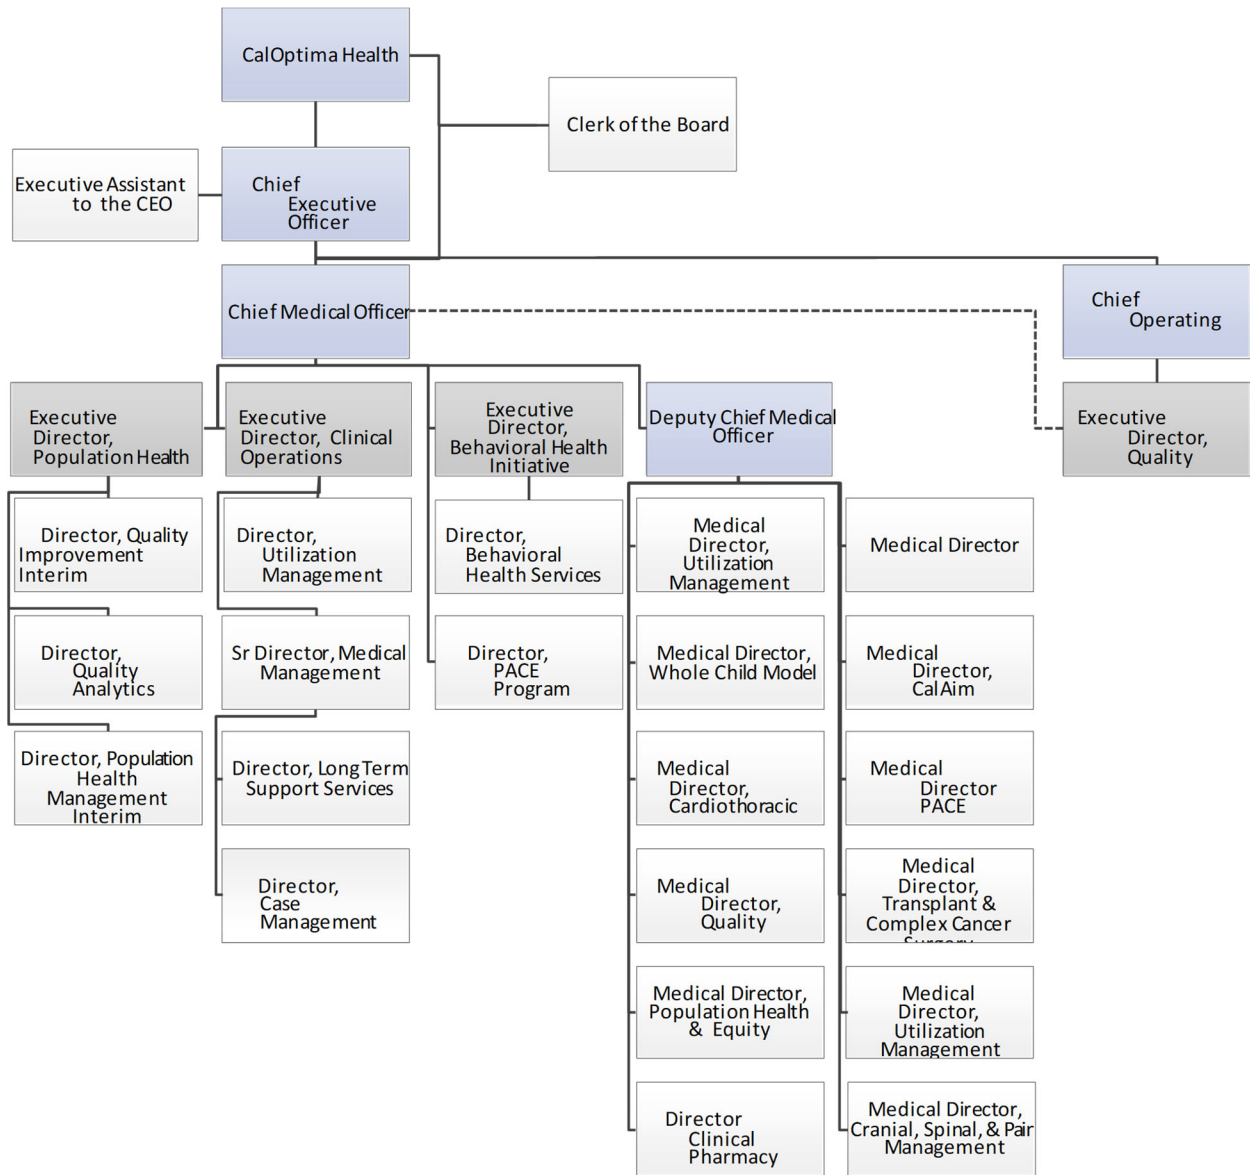 CalOptima Health
Clerk of the Board
Executive Assistant
to the CEO
Chief
Executive
Officer
Chief Medical Officer
Chief
Operating
Executive
Director,
Population Health
Executive
Director, Clinical
Operations
Executive
Director,
Behavioral Health
Initiative
Deputy Chief Medical
Officer
Executive
Director,
Quality
Director, Quality
Improvement
Interim
Director,
Utilization
Management
Director,
Behavioral
Health Services
Medical
Director,
Utilization
Management
Medical Director
Director,
Quality
Analytics
Sr Director, Medical
Management
Director,
PACE
Program
Medical Director,
Whole Child Model
Medical
Director,
CalAim
Director, Population
Health
Management
Interim
Director, Long Term
Support Services
Medical
Director,
Cardiothoracic
Medical
Director
PACE
Director,
Case
Management
Medical
Director,
Quality
Medical
Director,
Transplant &
Complex Cancer
Surgery
Medical Director,
Population Health
& Equity
Medical
Director,
Utilization
Management
Director
Clinical
Pharmacy
Medical Director,
Cranial, Spinal, & Pair
Management